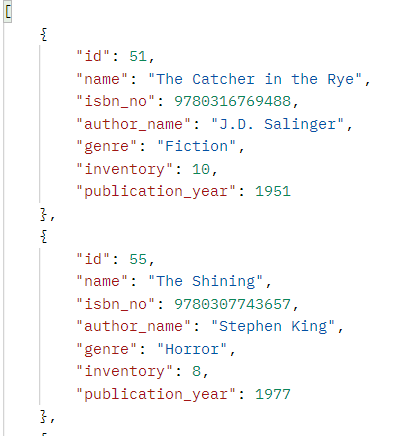 [
    {
        "id": 51,
        "name": "The Catcher in the Rye",
        "isbn_no": 9780316769488,
        "author_name": "J.D. Salinger",
        "genre": "Fiction",
        "inventory": 10,
        "publication_year": 1951
    },
    {
        "id": 55,
        "name": "The Shining",
        "isbn_no": 9780307743657,
        "author_name": "Stephen King",
        "genre": "Horror",
        "inventory": 8,
        "publication_year": 1977
    },
    {